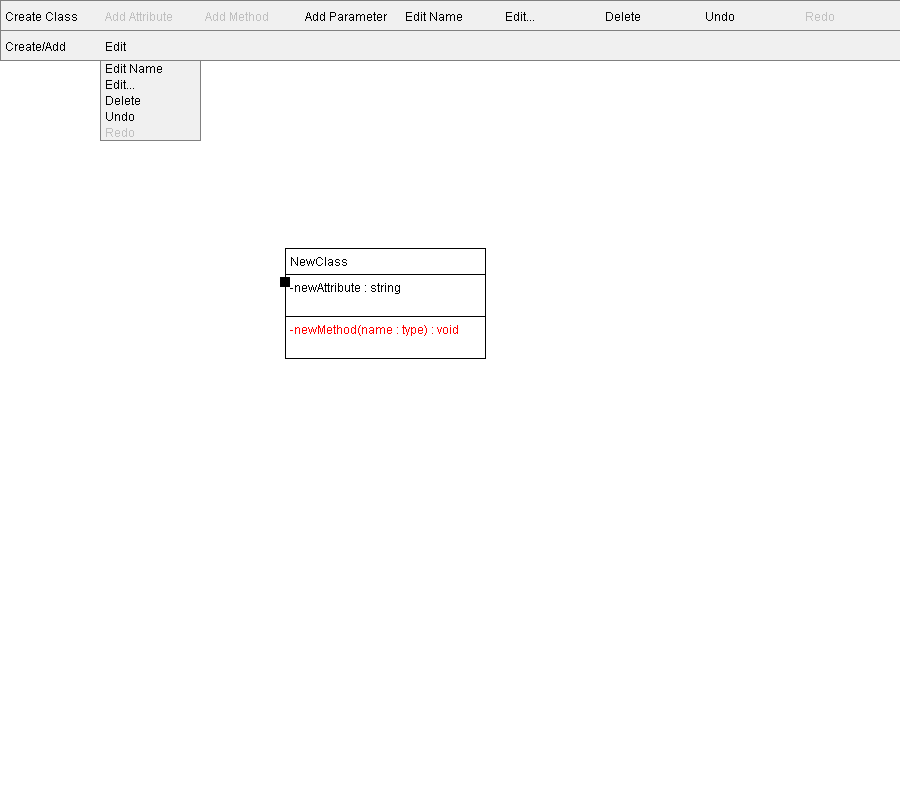 Create Class Add Attribute Add Method Add Parameter Edit Name Edit... Delete Undo Redo
Create/Add Edit
Edit Name
Edit...
Delete
Undo
Redo
NewClass
-newAttribute : string
-newMethod(name : type) : void